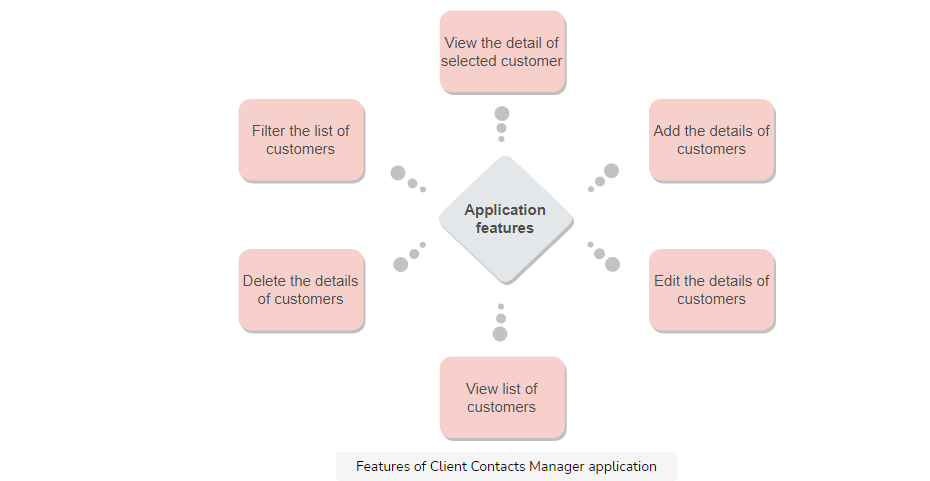 View the detail of
selected customer
Filter the list of
customers
Add the details of
customers
Application
features
Delete the details
of customers
Edit the details of
customers
View list of
customers
Features of Client Contacts Manager application